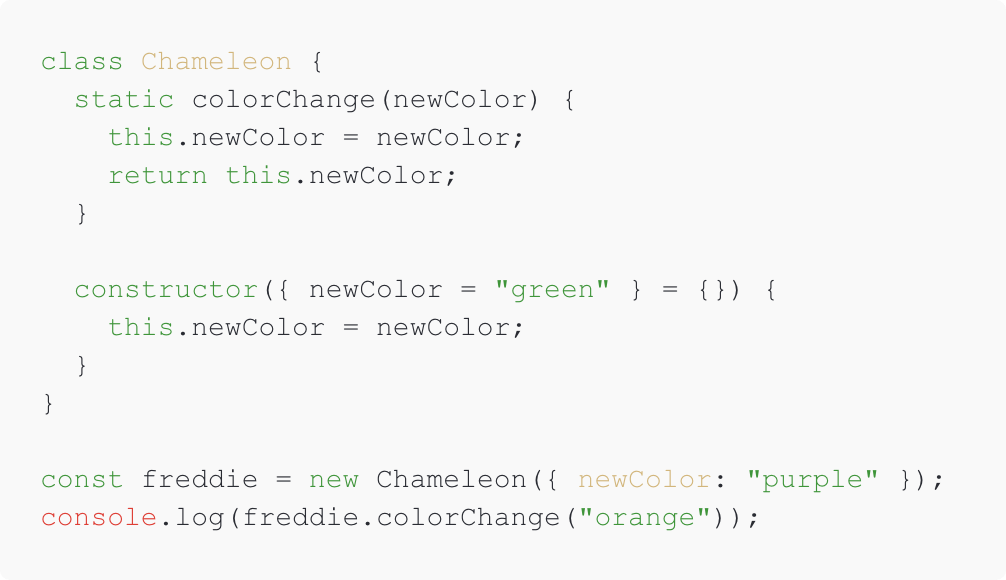 class Chameleon {
  static colorChange(newColor) {
    this.newColor = newColor;
    return this.newColor;
  }

  constructor({ newColor = "green" } = {}) {
    this.newColor = newColor;
  }
}

const freddie = new Chameleon({ newColor: "purple" });
console.log(freddie.colorChange("orange"));